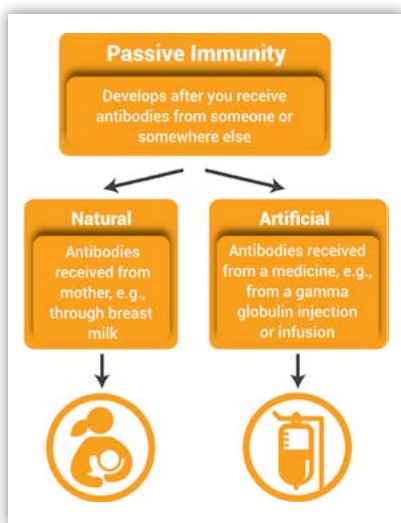 Passive Immunity
Develops after you receive
antibodies from someone or
somewhere else
Natural
Antibodies
received from
mother, e.g.,
through breast
milk
Artificial
Antibodies received
from a medicine, e.g.,
from a gamma
globulin injection
or infusion